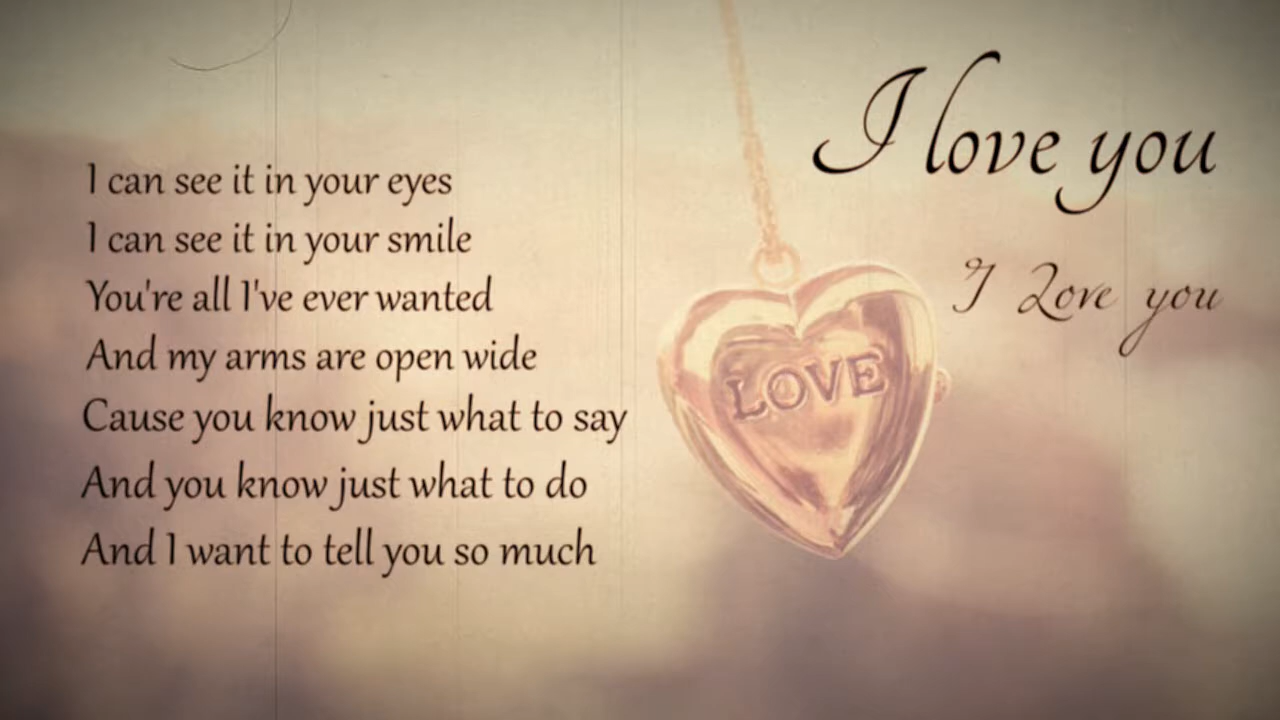 I can see it in your eyes
I can see it in your smile
You're all I've ever wanted
And my arms are open wide
Cause you know just what to say
And you know just what to do
And I want to tell you so much
I love you
I Love you
LOVE